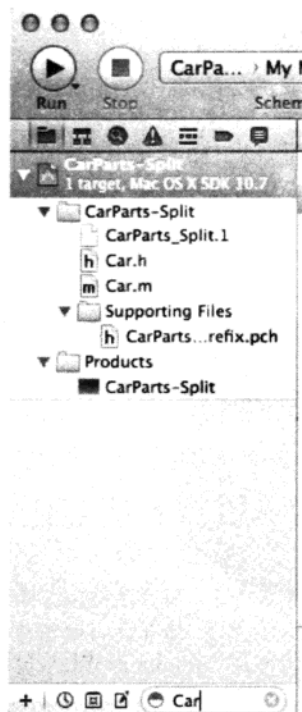 CarPa... › My M
Run Stop Schem
CarParts-Split
1 target, Mac OS X SDK 10.7
CarParts-Split
CarParts_Split.1
h Car.h
m Car.m
Supporting Files
h CarParts...refix.pch
Products
CarParts-Split
Car